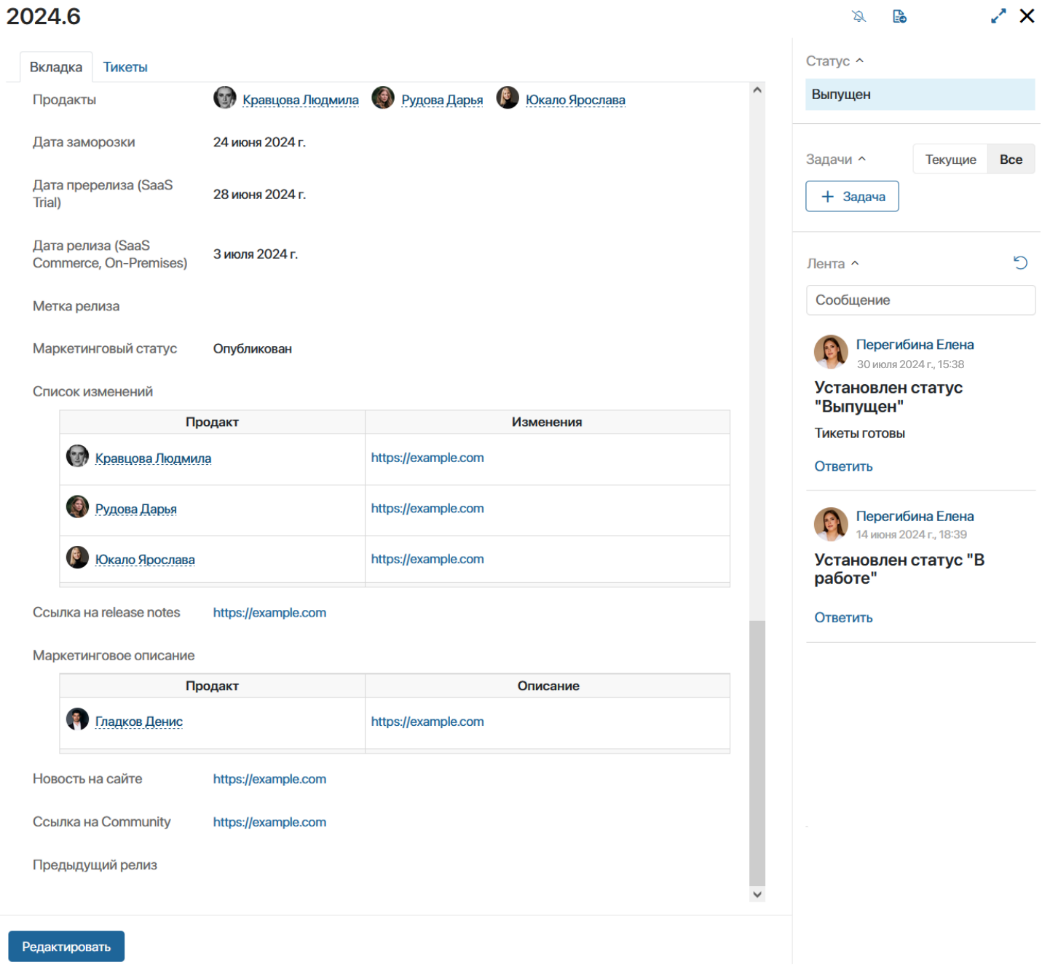 2024.6
Вкладка
Тикеты
Продакты
Кравцова Людмила
Рудова Дарья
Юкало Ярослава
Дата заморозки
24 июня 2024 г.
Дата пререлиза (SaaS
Trial)
28 июня 2024 г.
Дата релиза (SaaS
Commerce, On-Premises)
3 июля 2024 г.
Метка релиза
Маркетинговый статус
Опубликован
Список изменений
Продакт
Изменения
Кравцова Людмила
https://example.com
Рудова Дарья
https://example.com
Юкало Ярослава
https://example.com
Ссылка на release notes
https://example.com
Маркетинговое описание
Продакт
Описание
Гладков Денис
https://example.com
Новость на сайте
https://example.com
Ссылка на Community
https://example.com
Предыдущий релиз
Редактировать
Статус
Выпущен
Задачи
Текущие
Все
+ Задача
Лента
Сообщение
Перегибина Елена
30 июля 2024 г., 15:38
Установлен статус
"Выпущен"
Тикеты готовы
Ответить
Перегибина Елена
14 июня 2024 г., 18:39
Установлен статус "В
работе"
Ответить